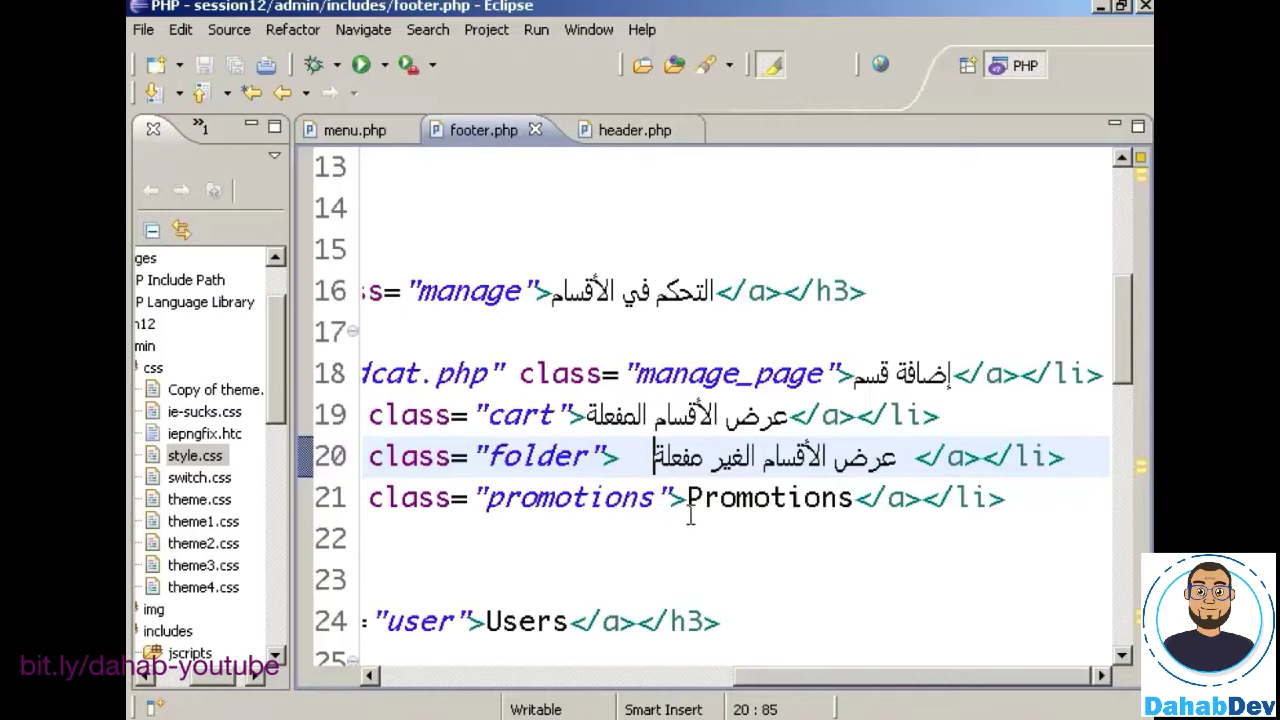 PHP - session12/admin/includes/footer.php - Eclipse
File Edit Source Refactor Navigate Search Project Run Window Help
PHP
1
menu.php footer.php header.php
13
14
15
16 ss="manage">التحكم في الأقسام</a></h3>
17
18 dcat.php" class="manage_page">إضافة قسم</a></li>
19 class="cart">عرض الأقسام المفعلة</a></li>
20 class="folder"> عرض الأقسام الغير مفعلة </a></li>
21 class="promotions">Promotions</a></li>
22
23
24 ="user">Users</a></h3>
25
ges
P Include Path
P Language Library
n12
min
css
Copy of theme.
ie-sucks.css
iepngfix.htc
style.css
switch.css
theme.css
theme1.css
theme2.css
theme3.css
theme4.css
img
includes
jscripts
bit.ly/dahab-youtube
Writable Smart Insert 20 : 85
DahabDev